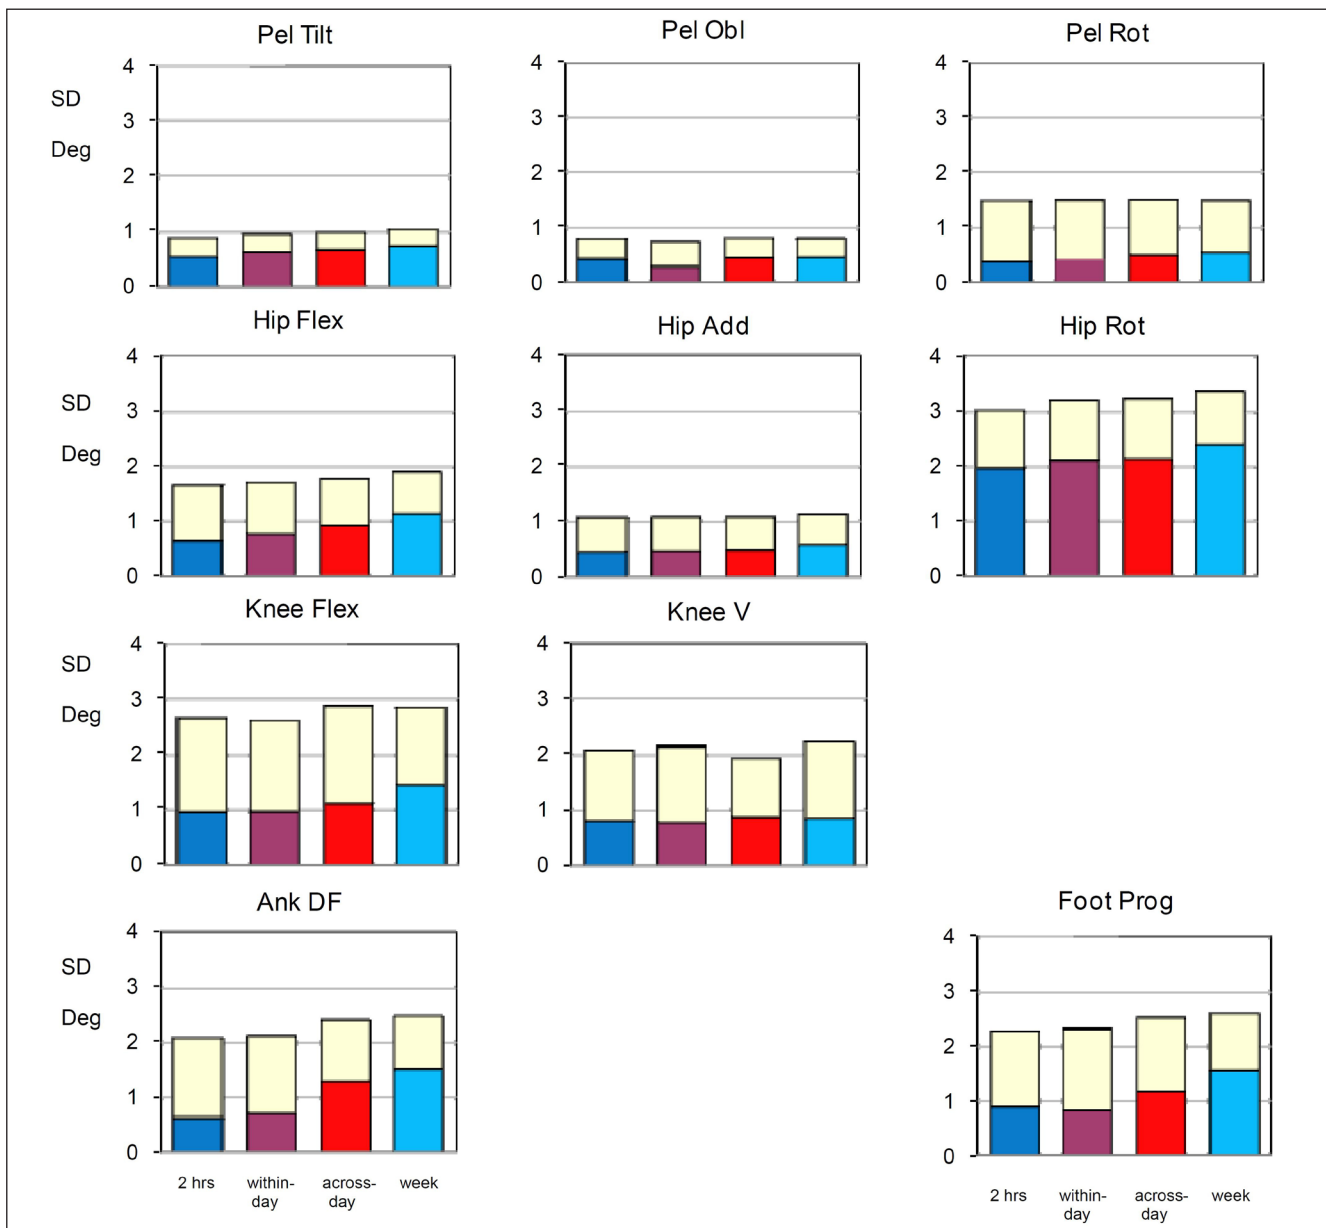 Pel Tilt
Pel Obl
Pel Rot
SD
Deg
4
3
2
1
0
4
3
2
1
0
4
3
2
1
0
Hip Flex
Hip Add
Hip Rot
SD
Deg
4
3
2
1
0
4
3
2
1
0
4
3
2
1
0
Knee Flex
Knee V
SD
Deg
4
3
2
1
0
4
3
2
1
0
Ank DF
Foot Prog
SD
Deg
4
3
2
1
0
4
3
2
1
0
2 hrs
within-
day
across-
day
week
2 hrs
within-
day
across-
day
week